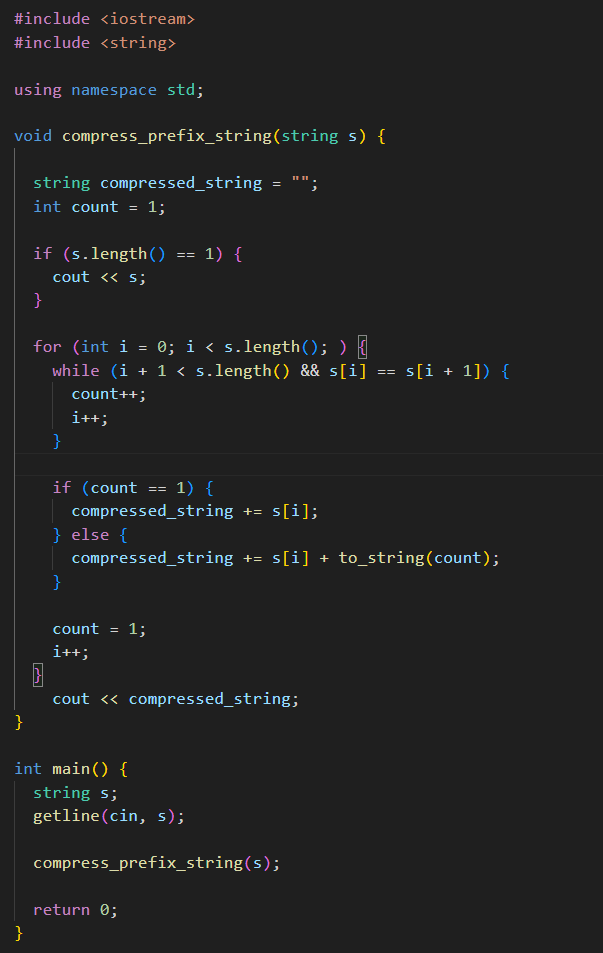 #include <iostream>
#include <string>
using namespace std;
void compress_prefix_string(string s) {
string compressed_string = "";
int count = 1;
if (s.length() == 1) {
cout << s;
}
for (int i = 0; i < s.length(); ) {
while (i + 1 < s.length() && s[i] == s[i + 1]) {
count++;
i++;
}
if (count == 1) {
compressed_string += s[i];
} else {
compressed_string += s[i] + to_string(count);
}
count = 1;
i++;
}
cout << compressed_string;
}
int main() {
string s;
getline(cin, s);
compress_prefix_string(s);
return 0;
}